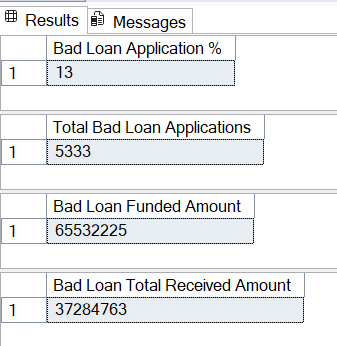 Results Messages
Bad Loan Application %
1 13
Total Bad Loan Applications
1 5333
Bad Loan Funded Amount
1 65532225
Bad Loan Total Received Amount
1 37284763